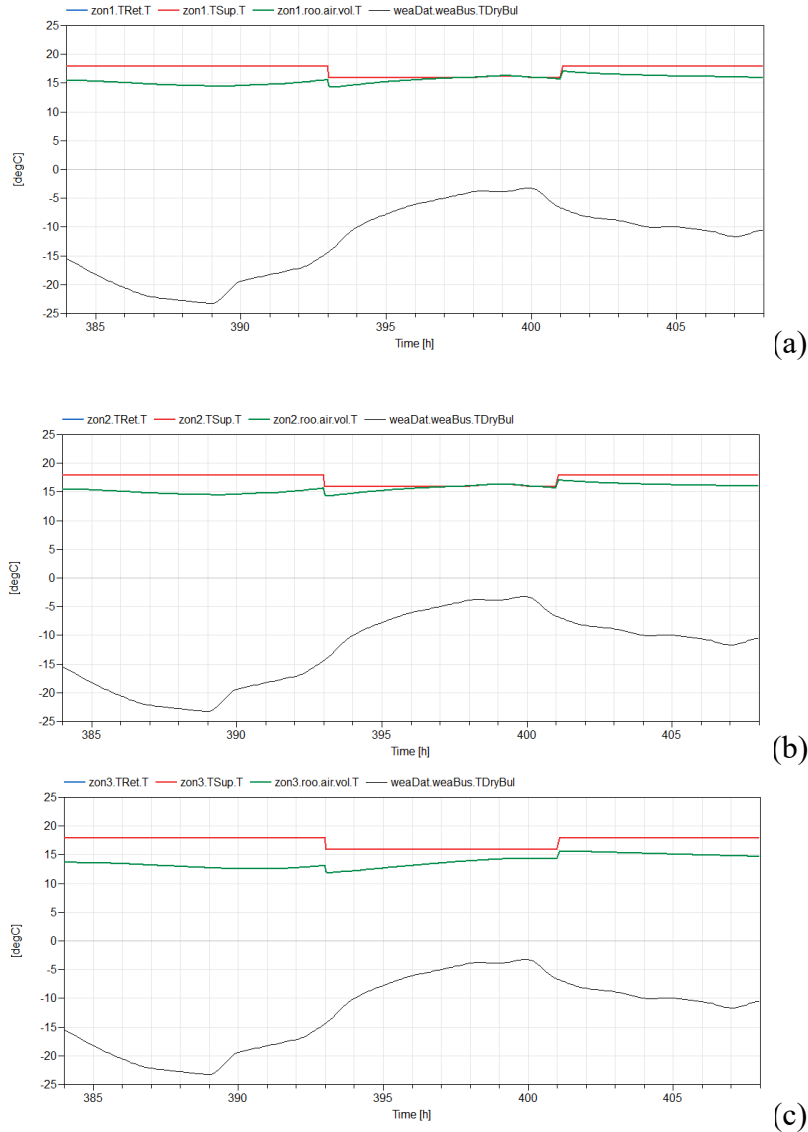 zon1.TRet.T zon1.TSup.T zon1.roo.air.vol.T weaDat.weaBus.TDryBul
25
20
15
10
5
0
-5
-10
-15
-20
-25
[degC]
385 390 395 400 405
Time [h]
(a)
zon2.TRet.T zon2.TSup.T zon2.roo.air.vol.T weaDat.weaBus.TDryBul
25
20
15
10
5
0
-5
-10
-15
-20
-25
[degC]
385 390 395 400 405
Time [h]
(b)
zon3.TRet.T zon3.TSup.T zon3.roo.air.vol.T weaDat.weaBus.TDryBul
25
20
15
10
5
0
-5
-10
-15
-20
-25
[degC]
385 390 395 400 405
Time [h]
(c)